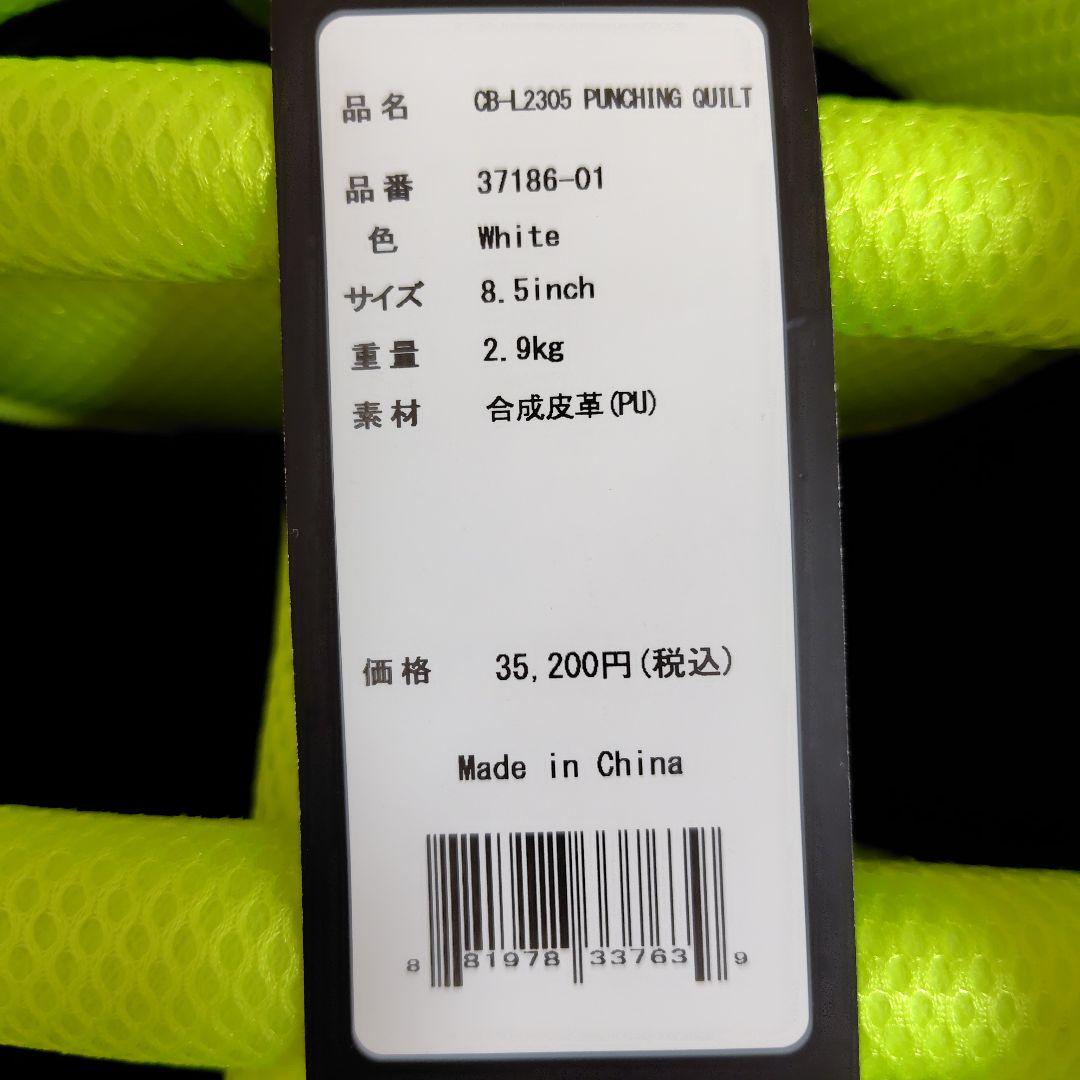 品名 CB-L2305 PUNCHING QUILT
品番 37186-01
色 White
サイズ 8.5inch
重量 2.9kg
素材 合成皮革(PU)
価格 35,200円(税込)
Made in China
8 81978 33763 9